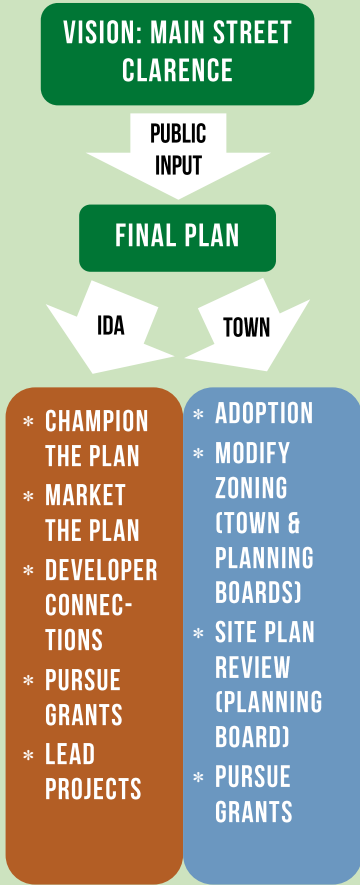 VISION: MAIN STREET
CLARENCE
PUBLIC
INPUT
FINAL PLAN
IDA
TOWN
* CHAMPION
THE PLAN
* MARKET
THE PLAN
* DEVELOPER
CONNEC-
TIONS
* PURSUE
GRANTS
* LEAD
PROJECTS
* ADOPTION
* MODIFY
ZONING
(TOWN &
PLANNING
BOARDS)
* SITE PLAN
REVIEW
(PLANNING
BOARD)
* PURSUE
GRANTS